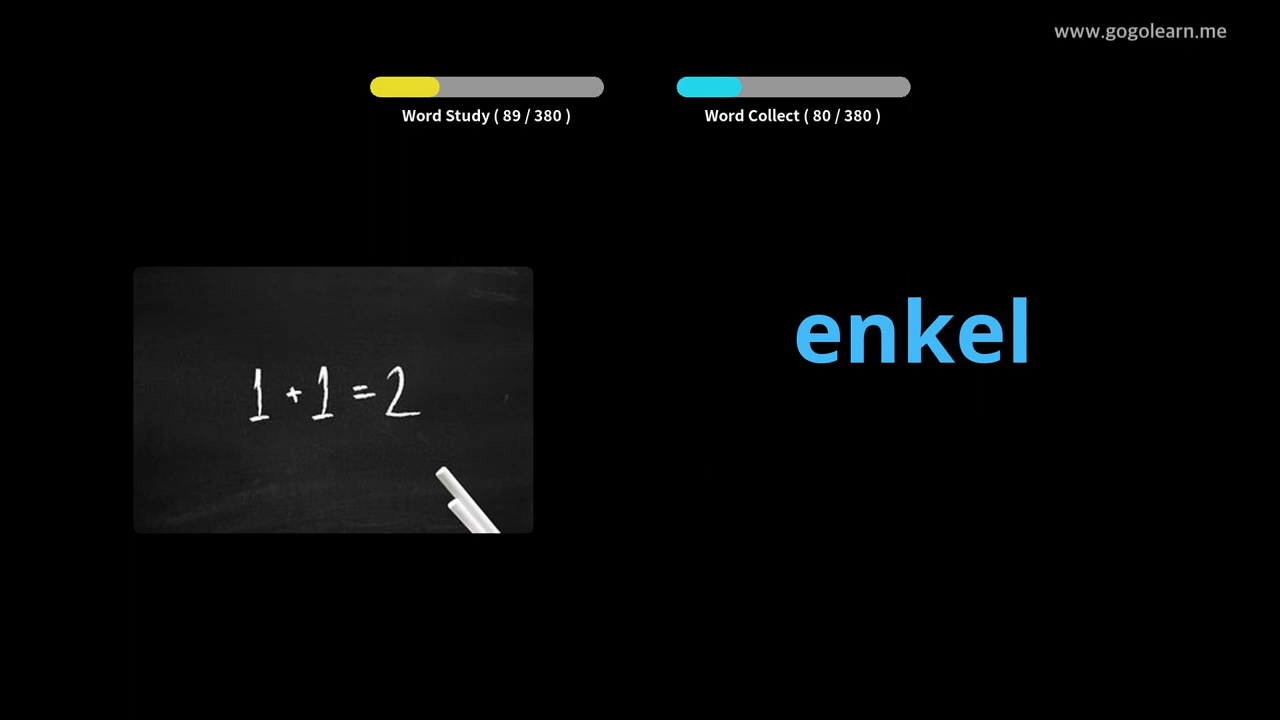 www.gogolearn.me
Word Study ( 89 / 380 )
Word Collect ( 80 / 380 )
enkel
1 + 1 = 2